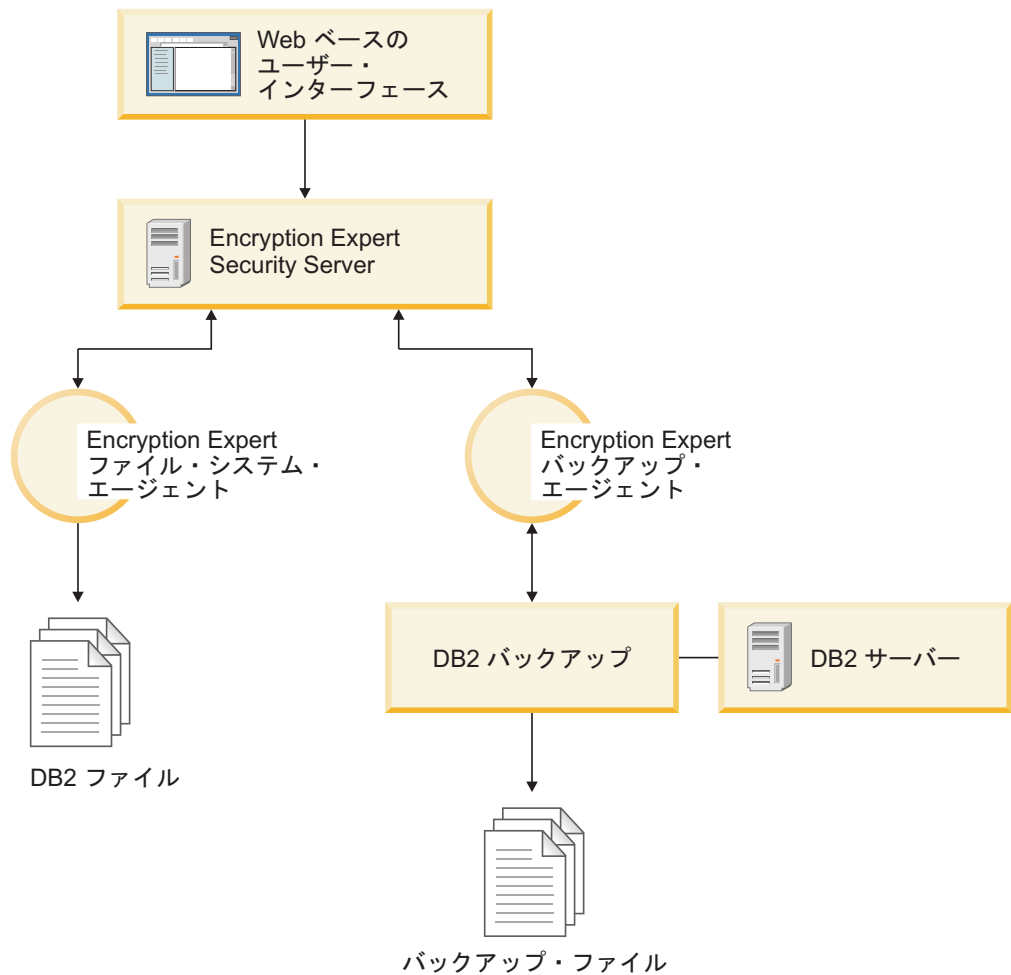 Web ベースの
ユーザー・
インターフェース
Encryption Expert
Security Server
Encryption Expert
ファイル・システム・
エージェント
Encryption Expert
バックアップ・
エージェント
DB2 バックアップ
DB2 サーバー
DB2 ファイル
バックアップ・ファイル